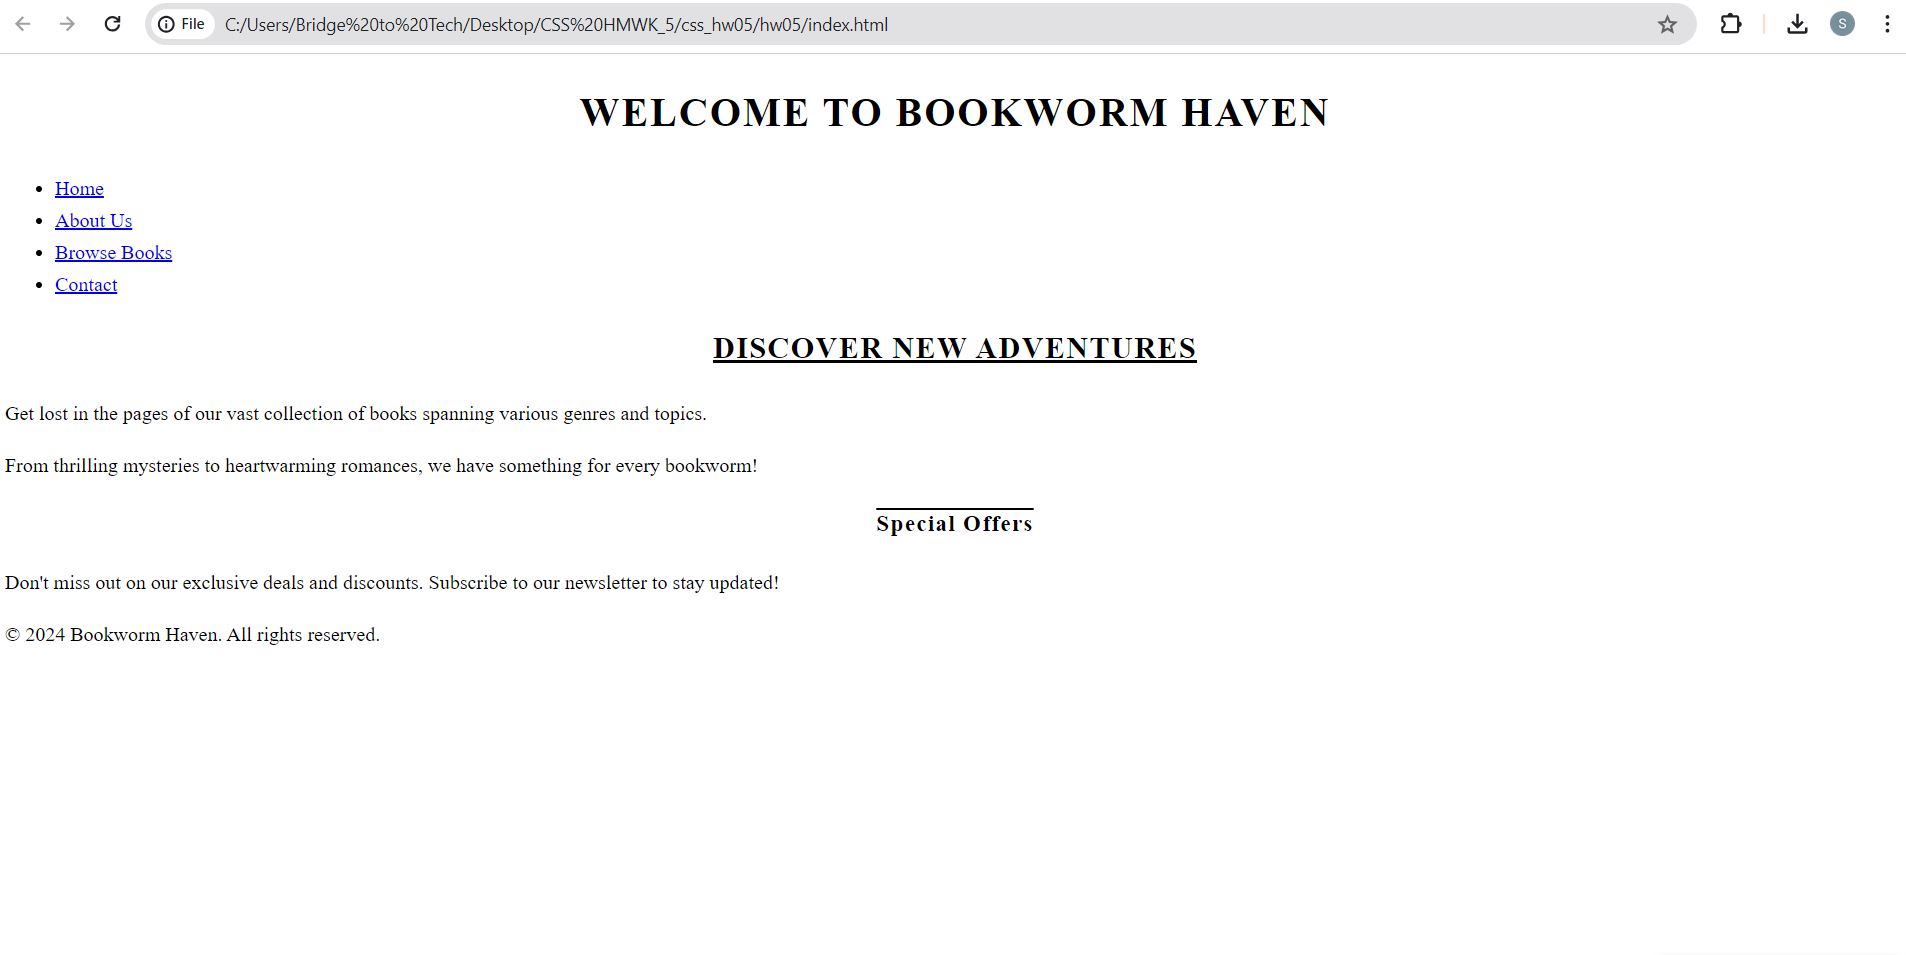 File C:/Users/Bridge%20to%20Tech/Desktop/CSS%20HMWK_5/css_hw05/hw05/index.html S
WELCOME TO BOOKWORM HAVEN
Home
About Us
Browse Books
Contact
DISCOVER NEW ADVENTURES
Get lost in the pages of our vast collection of books spanning various genres and topics.
From thrilling mysteries to heartwarming romances, we have something for every bookworm!
Special Offers
Don't miss out on our exclusive deals and discounts. Subscribe to our newsletter to stay updated!
© 2024 Bookworm Haven. All rights reserved.